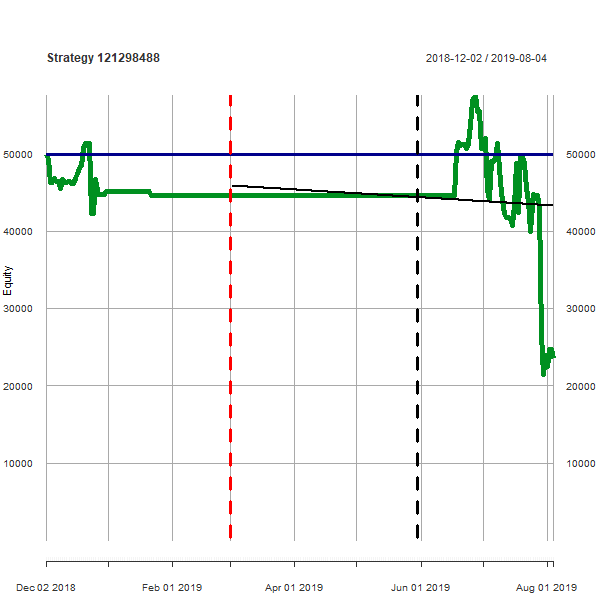 Strategy 121298488
2018-12-02 / 2019-08-04
Equity
50000
40000
30000
20000
10000
50000
40000
30000
20000
10000
Dec 02 2018
Feb 01 2019
Apr 01 2019
Jun 01 2019
Aug 01 2019